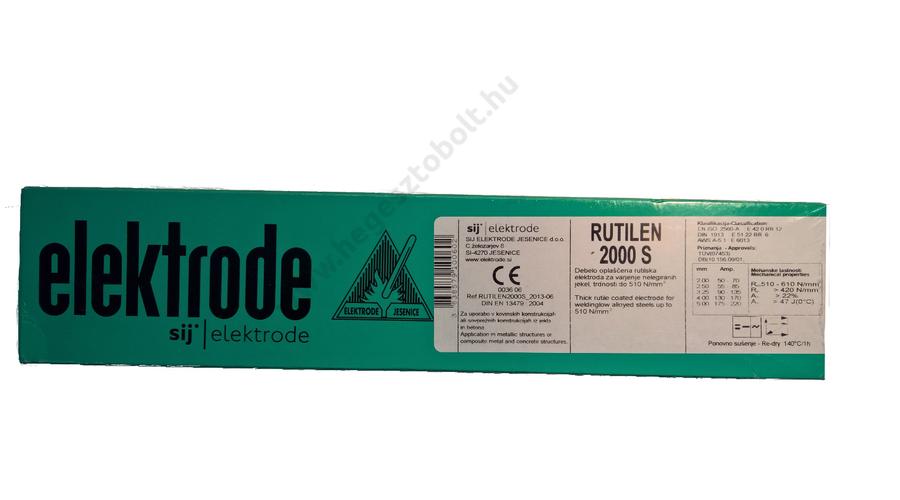 elektrode
sij elektrode
ELEKTRODE JESENICE
sij elektrode
SIJ ELEKTRODE JESENICE d.o.o.
C.železarjev 8
SI-4270 JESENICE
www.elektrode.si
CE
0036 06
Ref.RUTILEN2000S_2013-06
DIN EN 13479 2004
Za uporabo v kovinskih konstrukcijah
ali sovprežnih konstrukcijah iz jekla
in betona
Application in metallic structures or
composite metal and concrete structures.
RUTILEN
2000 S
Debelo oplaščena rutilska
elektroda za varjenje nelegiranih
jekel, trdnosti do 510 N/mm²
Thick rutile coated electrode for
weldinglow alloyed steels up to
510 N/mm²
Klasifikacija-Classification:
EN ISO 2560-A E 42 0 RR 12
DIN 1913 E 51 22 RR 6
AWS A-5.1 E 6013
Priznanja - Approvals:
mm Amp.
2.00 50 70
2.50 55 85
3.25 90 135
4.00 130 170
5.00 175 220
Mehanske lastnosti
Mechanical properties
510 - 610 N/mm²
> 420 N/mm²
> 22%
> 47 J(0°C)
Ponovno sušenje - Re-dry 140°C/1h
www.hegesztobolt.hu